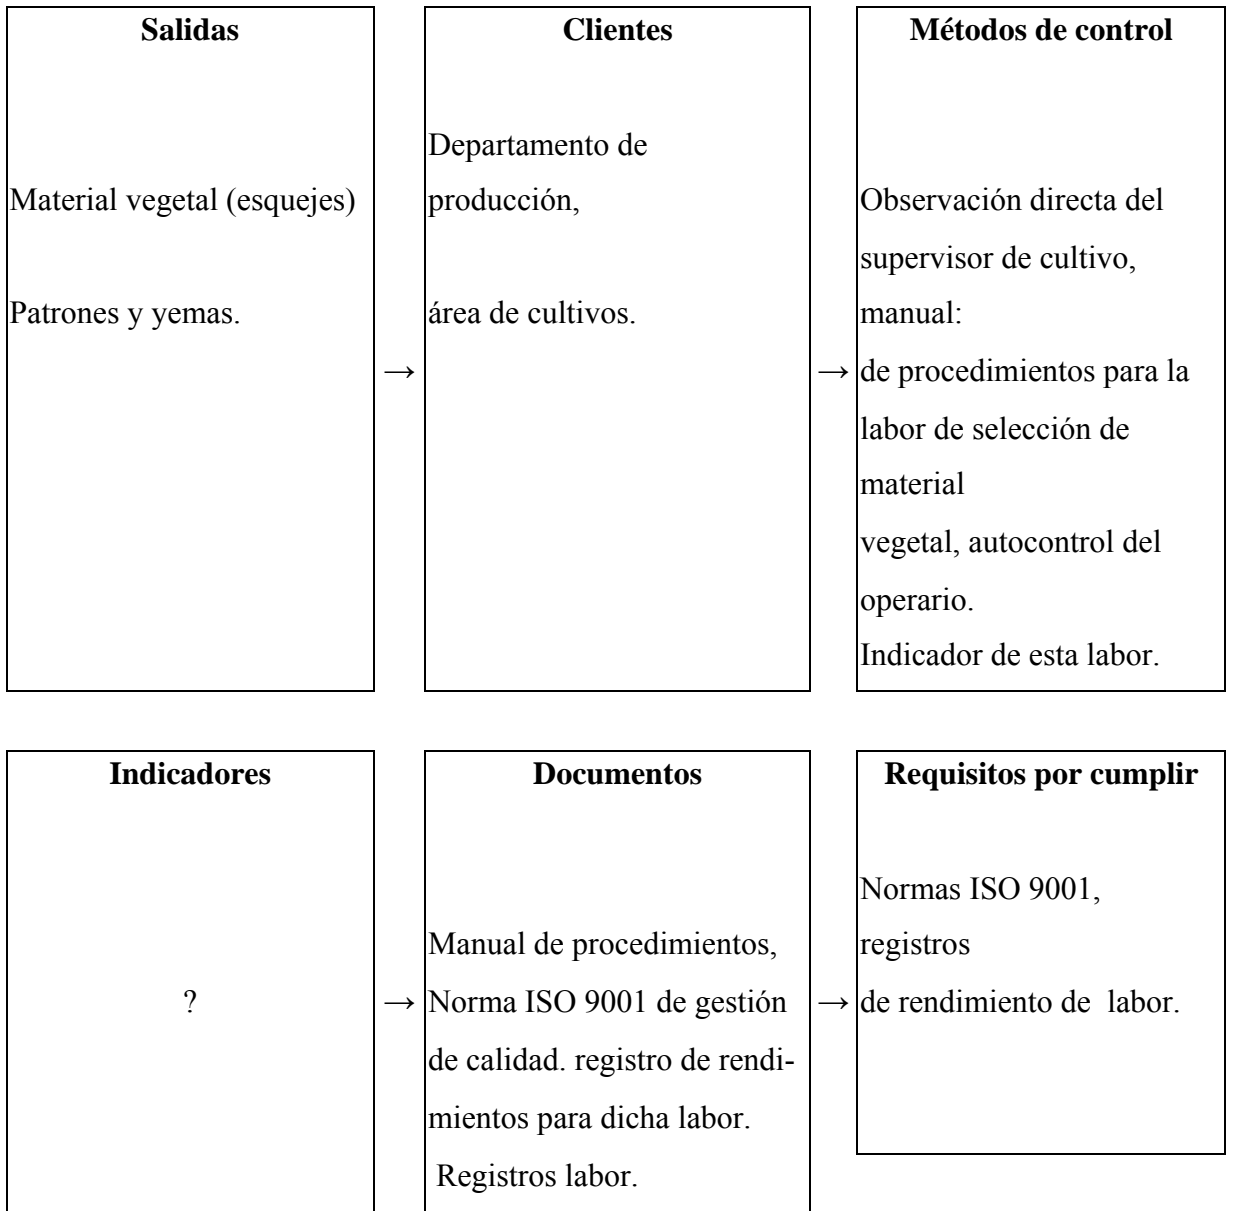 Salidas
Material vegetal (esquejes)
Patrones y yemas.
→
Clientes
Departamento de
producción,
área de cultivos.
→
Métodos de control
Observación directa del
supervisor de cultivo,
manual:
de procedimientos para la
labor de selección de
material
vegetal, autocontrol del
operario.
Indicador de esta labor.
Indicadores
?
→
Documentos
Manual de procedimientos,
Norma ISO 9001 de gestión
de calidad. registro de rendi-
mientos para dicha labor.
Registros labor.
→
Requisitos por cumplir
Normas ISO 9001,
registros
de rendimiento de  labor.